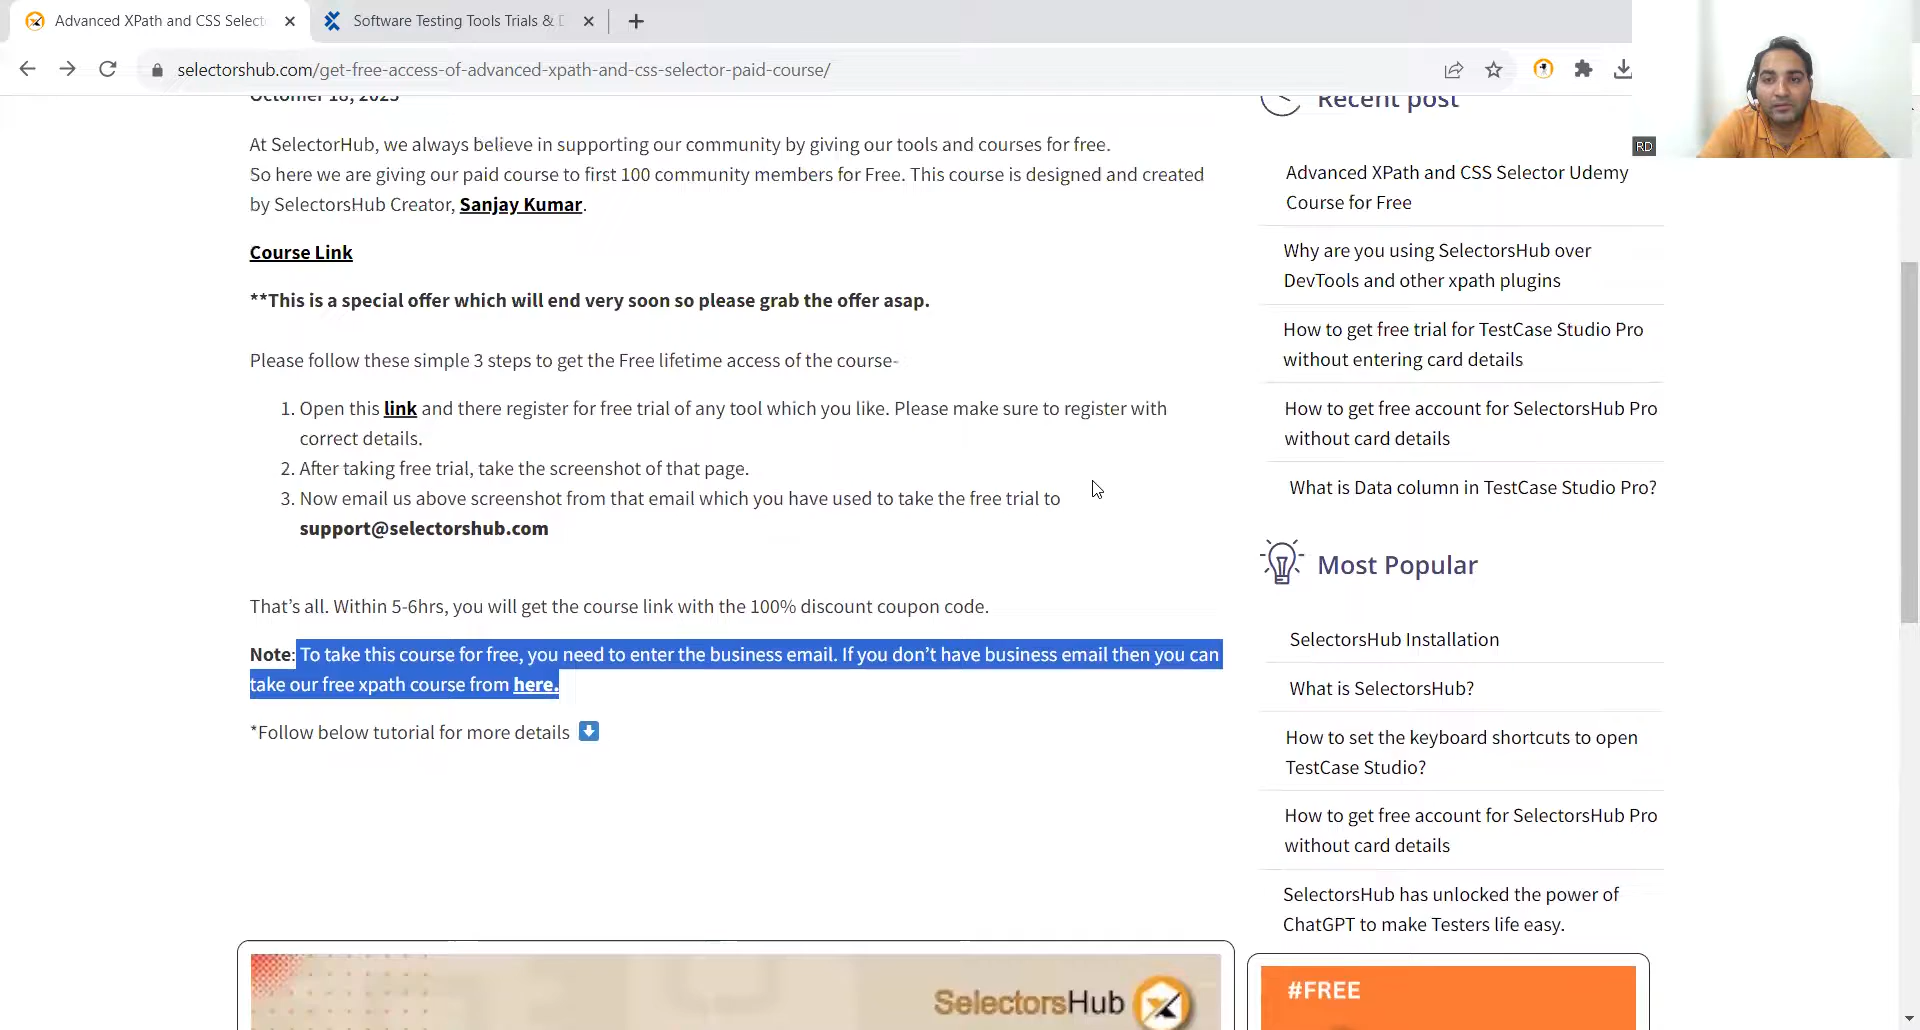 Advanced XPath and CSS Select
Software Testing Tools Trials &
selectorshub.com/get-free-access-of-advanced-xpath-and-css-selector-paid-course/
RD
October 18, 2023
At SelectorHub, we always believe in supporting our community by giving our tools and courses for free.
So here we are giving our paid course to first 100 community members for Free. This course is designed and created
by SelectorsHub Creator, Sanjay Kumar.
Course Link
**This is a special offer which will end very soon so please grab the offer asap.
Please follow these simple 3 steps to get the Free lifetime access of the course-
1. Open this link and there register for free trial of any tool which you like. Please make sure to register with
correct details.
2. After taking free trial, take the screenshot of that page.
3. Now email us above screenshot from that email which you have used to take the free trial to
support@selectorshub.com
That's all. Within 5-6hrs, you will get the course link with the 100% discount coupon code.
Note: To take this course for free, you need to enter the business email. If you don't have business email then you can
take our free xpath course from here.
*Follow below tutorial for more details
SelectorsHub
Recent post
Advanced XPath and CSS Selector Udemy
Course for Free
Why are you using SelectorsHub over
DevTools and other xpath plugins
How to get free trial for TestCase Studio Pro
without entering card details
How to get free account for SelectorsHub Pro
without card details
What is Data column in TestCase Studio Pro?
Most Popular
SelectorsHub Installation
What is SelectorsHub?
How to set the keyboard shortcuts to open
TestCase Studio?
How to get free account for SelectorsHub Pro
without card details
SelectorsHub has unlocked the power of
ChatGPT to make Testers life easy.
#FREE